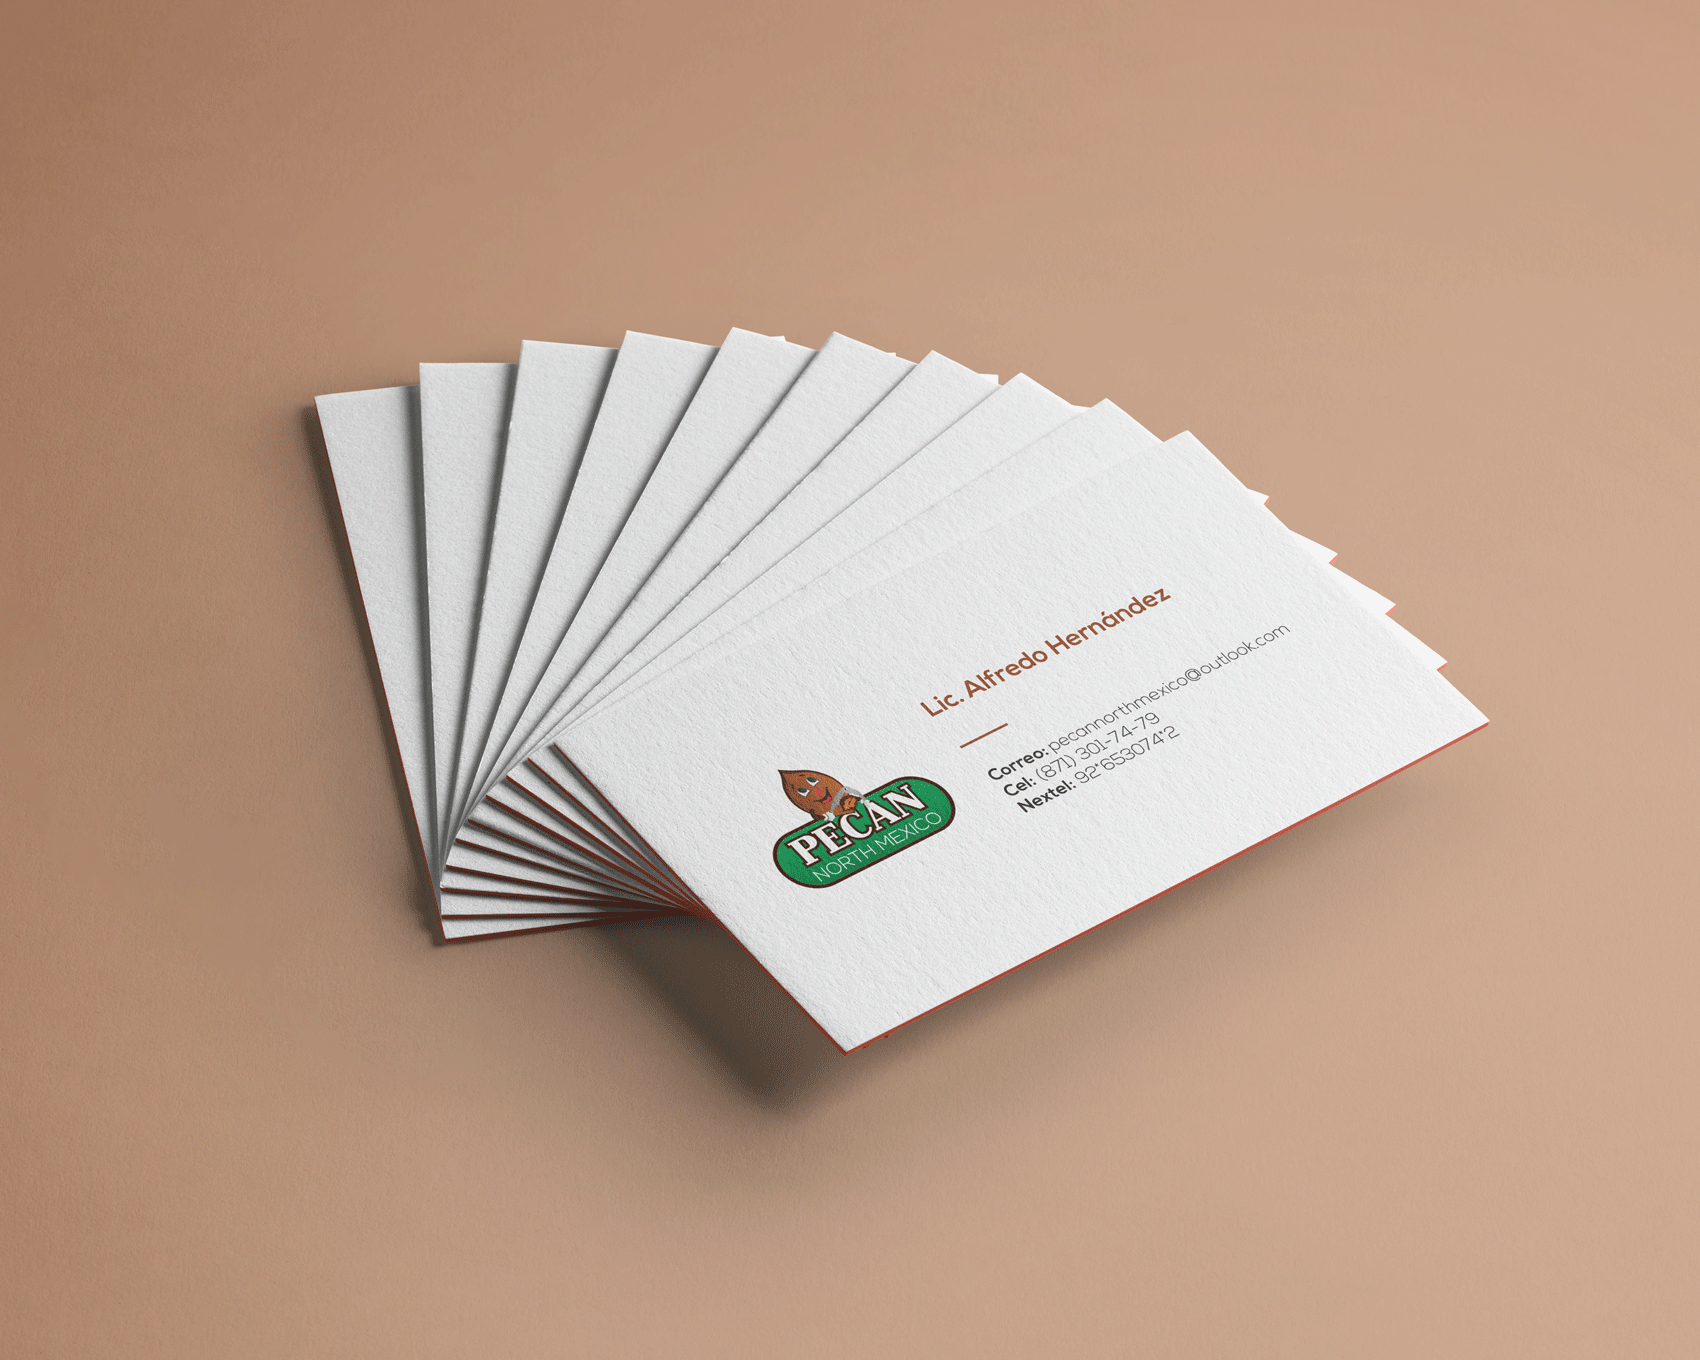 Lic. Alfredo Hernández
Correo: pecannorthmexico@outlook.com
Cel: (871) 301-74-79
Nextel: 92*653074*2
PECAN
NORTH MEXICO